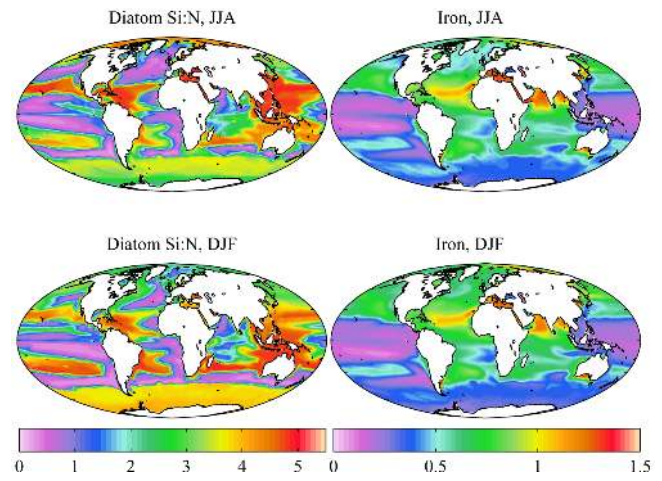 Diatom Si:N, JJA
Iron, JJA
Diatom Si:N, DJF
Iron, DJF
0 1 2 3 4 5
0 0.5 1 1.5